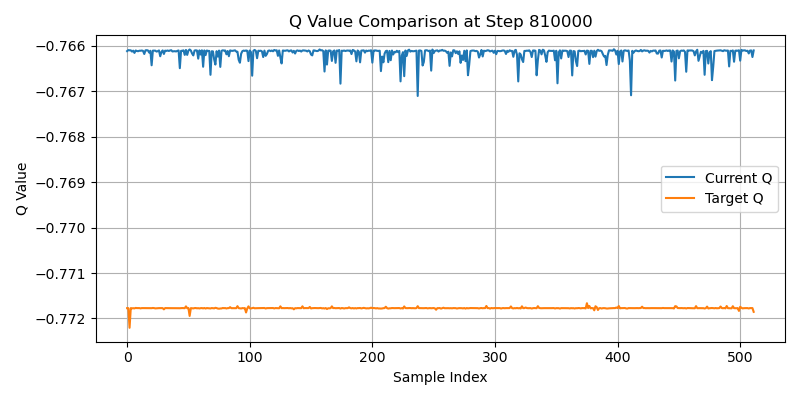 Q Value Comparison at Step 810000
−0.766
−0.767
−0.768
−0.769
−0.770
−0.771
−0.772
Q Value
Current Q
Target Q
0 100 200 300 400 500
Sample Index